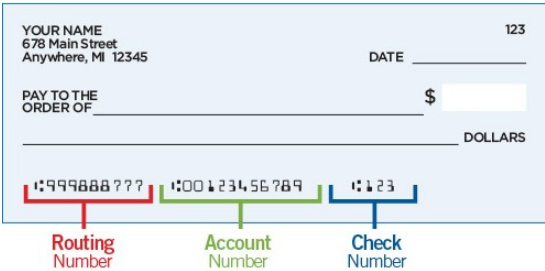 YOUR NAME 123
678 Main Street
Anywhere, MI 12345 DATE
PAY TO THE
ORDER OF $
DOLLARS
⑆999888777⑆ ⑆00123456789 ⑆123
Routing Account Check
Number Number Number